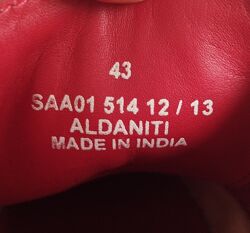 43
SAA01 514 12 / 13
ALDANITI
MADE IN INDIA